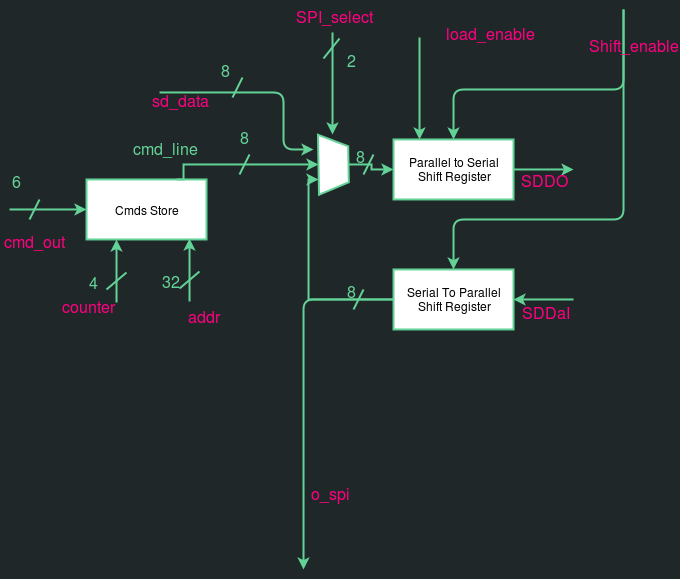 SPI_select
load_enable
Shift_enable
2
8
sd_data
8
cmd_line
8
Parallel to Serial
Shift Register
SDDO
6
Cmds Store
cmd_out
4
32
counter
addr
8
Serial To Parallel
Shift Register
SDDaI
o_spi